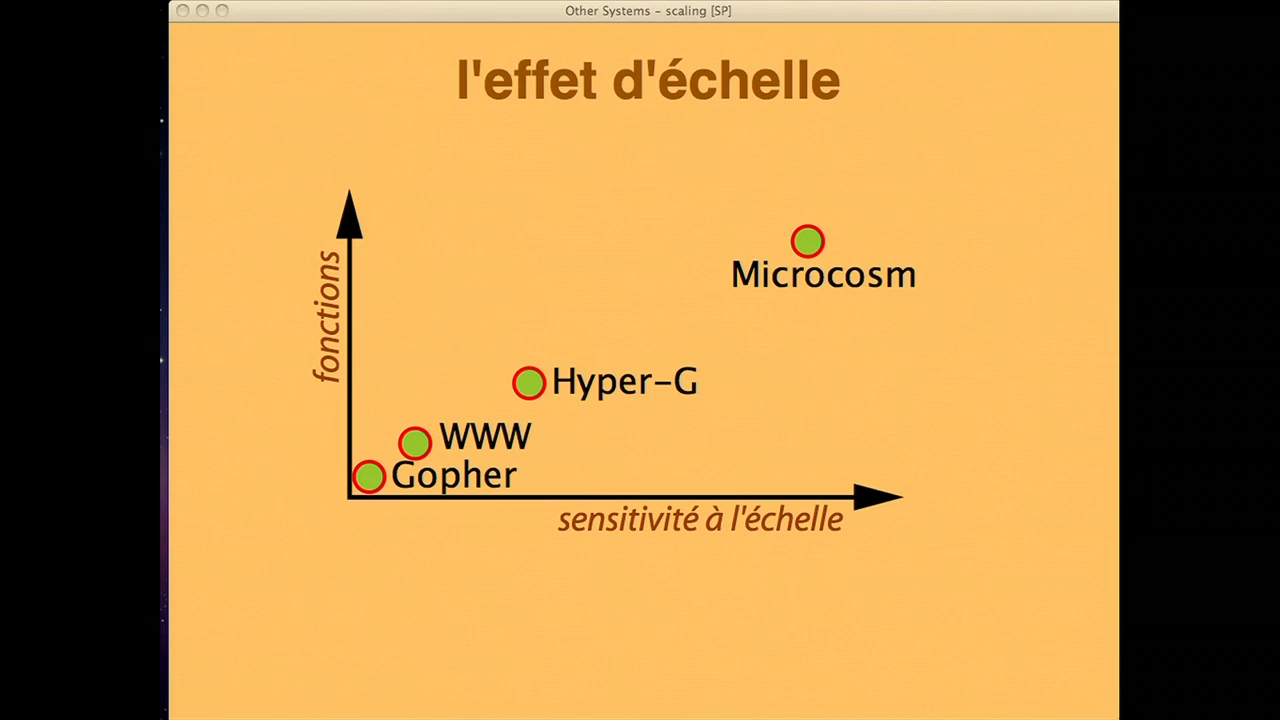 Other Systems – scaling [SP]
l'effet d'échelle
fonctions
Microcosm
Hyper–G
WWW
Gopher
sensitivité à l'échelle